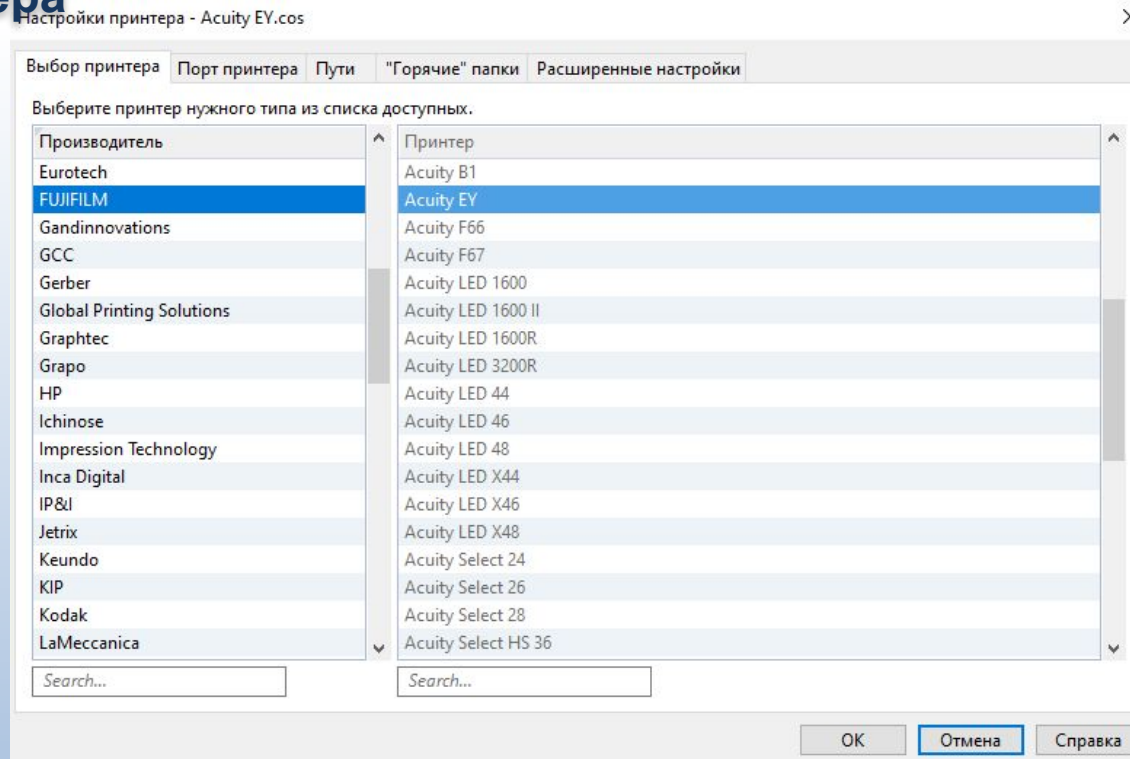 ера
Настройки принтера - Acuity EY.cos
Выбор принтера Порт принтера Пути "Горячие" папки Расширенные настройки
Выберите принтер нужного типа из списка доступных.
Производитель Принтер
Eurotech Acuity B1
FUJIFILM Acuity EY
Gandinnovations Acuity F66
GCC Acuity F67
Gerber Acuity LED 1600
Global Printing Solutions Acuity LED 1600 II
Graphtec Acuity LED 1600R
Grapo Acuity LED 3200R
HP Acuity LED 44
Ichinose Acuity LED 46
Impression Technology Acuity LED 48
Inca Digital Acuity LED X44
IP&I Acuity LED X46
Jetrix Acuity LED X48
Keundo Acuity Select 24
KIP Acuity Select 26
Kodak Acuity Select 28
LaMeccanica Acuity Select HS 36
Search... Search...
OK Отмена Справка